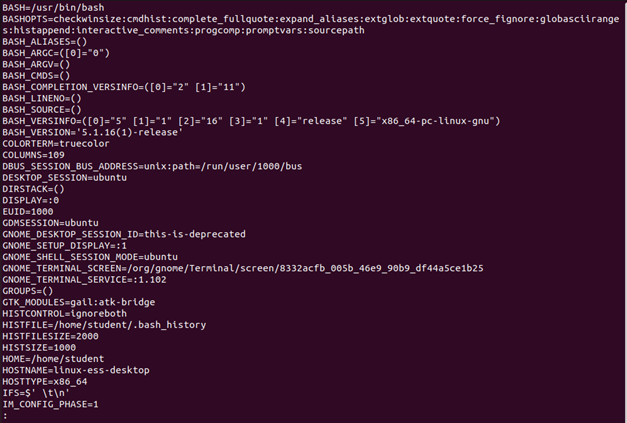 BASH=/usr/bin/bash
BASHOPTS=checkwinsize:cmdhist:complete_fullquote:expand_aliases:extglob:extquote:force_fignore:globasciirange
s:histappend:interactive_comments:progcomp:promptvars:sourcepath
BASH_ALIASES=()
BASH_ARGC=([0]="0")
BASH_ARGV=()
BASH_CMDS=()
BASH_COMPLETION_VERSINFO=([0]="2" [1]="11")
BASH_LINENO=()
BASH_SOURCE=()
BASH_VERSINFO=([0]="5" [1]="1" [2]="16" [3]="1" [4]="release" [5]="x86_64-pc-linux-gnu")
BASH_VERSION='5.1.16(1)-release'
COLORTERM=truecolor
COLUMNS=109
DBUS_SESSION_BUS_ADDRESS=unix:path=/run/user/1000/bus
DESKTOP_SESSION=ubuntu
DIRSTACK=()
DISPLAY=:0
EUID=1000
GDMSESSION=ubuntu
GNOME_DESKTOP_SESSION_ID=this-is-deprecated
GNOME_SETUP_DISPLAY=:1
GNOME_SHELL_SESSION_MODE=ubuntu
GNOME_TERMINAL_SCREEN=/org/gnome/Terminal/screen/8332acfb_005b_46e9_90b9_df44a5ce1b25
GNOME_TERMINAL_SERVICE=:1.102
GROUPS=()
GTK_MODULES=gail:atk-bridge
HISTCONTROL=ignoreboth
HISTFILE=/home/student/.bash_history
HISTFILESIZE=2000
HISTSIZE=1000
HOME=/home/student
HOSTNAME=linux-ess-desktop
HOSTTYPE=x86_64
IFS=$' \t\n'
IM_CONFIG_PHASE=1
: